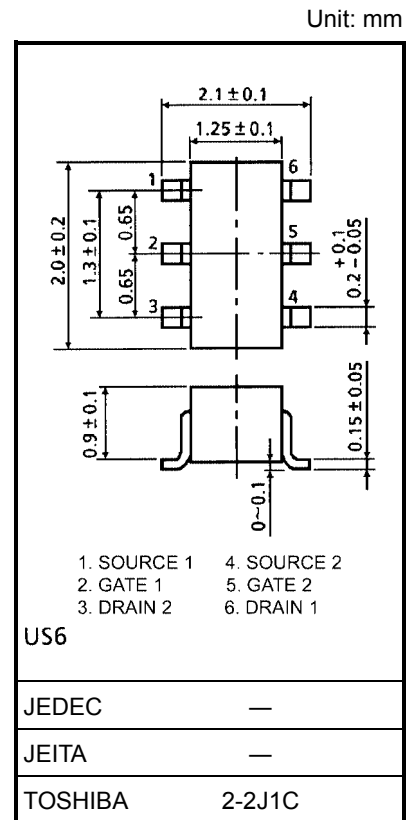 Unit: mm
2.1±0.1
1.25±0.1
1
6
2
5
3
4
2.0±0.2
1.3±0.1
0.65
0.65
+0.1
0.2-0.05
0.9±0.1
0.15±0.05
0~0.1
1. SOURCE 1 4. SOURCE 2
2. GATE 1 5. GATE 2
3. DRAIN 2 6. DRAIN 1
US6
JEDEC —
JEITA —
TOSHIBA 2-2J1C